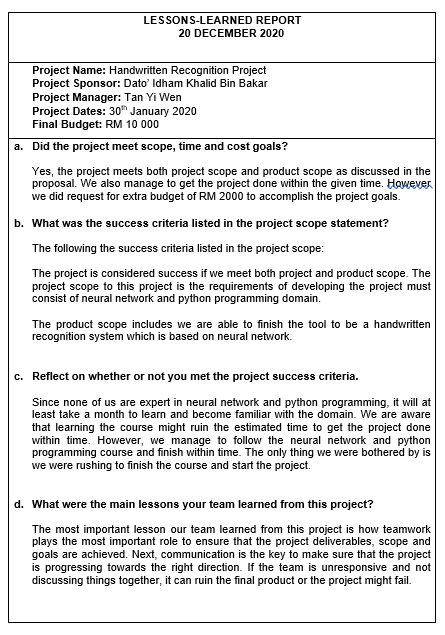 LESSONS-LEARNED REPORT
20 DECEMBER 2020
Project Name: Handwritten Recognition Project
Project Sponsor: Dato' Idham Khalid Bin Bakar
Project Manager: Tan Yi Wen
Project Dates: 30th January 2020
Final Budget: RM 10 000
a. Did the project meet scope, time and cost goals?
Yes, the project meets both project scope and product scope as discussed in the
proposal. We also manage to get the project done within the given time. However
we did request for extra budget of RM 2000 to accomplish the project goals.
b. What was the success criteria listed in the project scope statement?
The following the success criteria listed in the project scope:
The project is considered success if we meet both project and product scope. The
project scope to this project is the requirements of developing the project must
consist of neural network and python programming domain.
The product scope includes we are able to finish the tool to be a handwritten
recognition system which is based on neural network.
c. Reflect on whether or not you met the project success criteria.
Since none of us are expert in neural network and python programming, it will at
least take a month to learn and become familiar with the domain. We are aware
that learning the course might ruin the estimated time to get the project done
within time. However, we manage to follow the neural network and python
programming course and finish within time. The only thing we were bothered by is
we were rushing to finish the course and start the project.
d. What were the main lessons your team learned from this project?
The most important lesson our team learned from this project is how teamwork
plays the most important role to ensure that the project deliverables, scope and
goals are achieved. Next, communication is the key to make sure that the project
is progressing towards the right direction. If the team is unresponsive and not
discussing things together, it can ruin the final product or the project might fail.